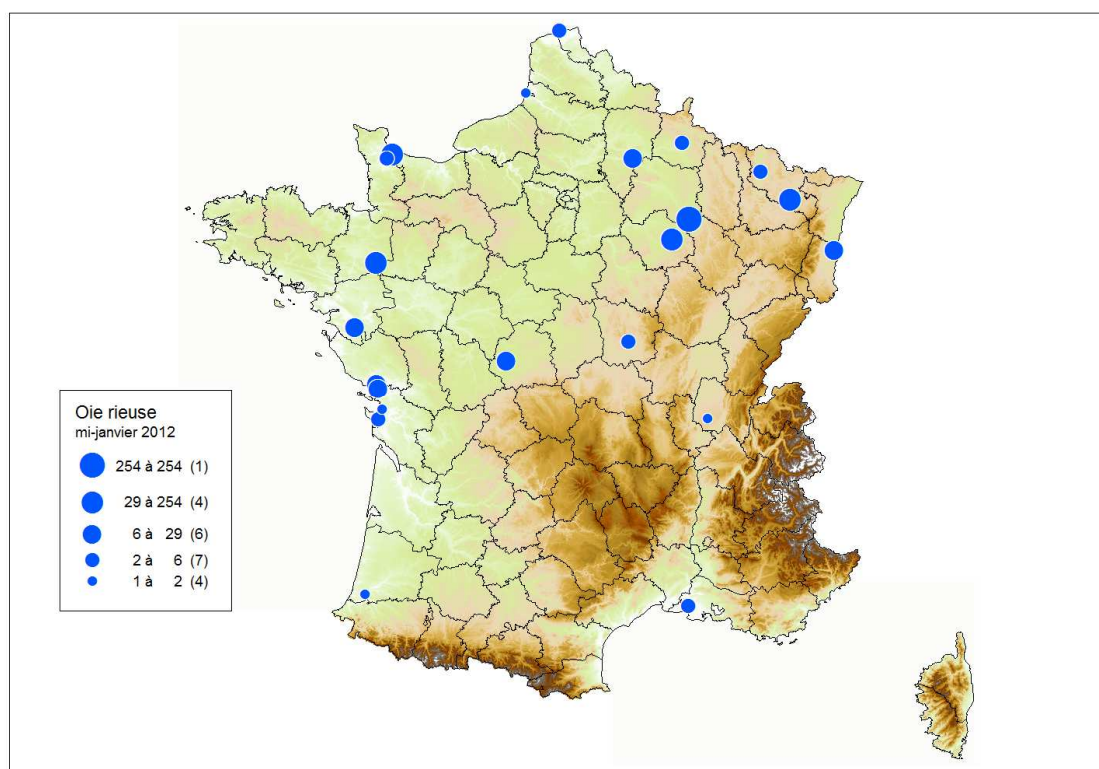 Oie rieuse
mi-janvier 2012
254 à 254 (1)
29 à 254 (4)
6 à 29 (6)
2 à 6 (7)
1 à 2 (4)